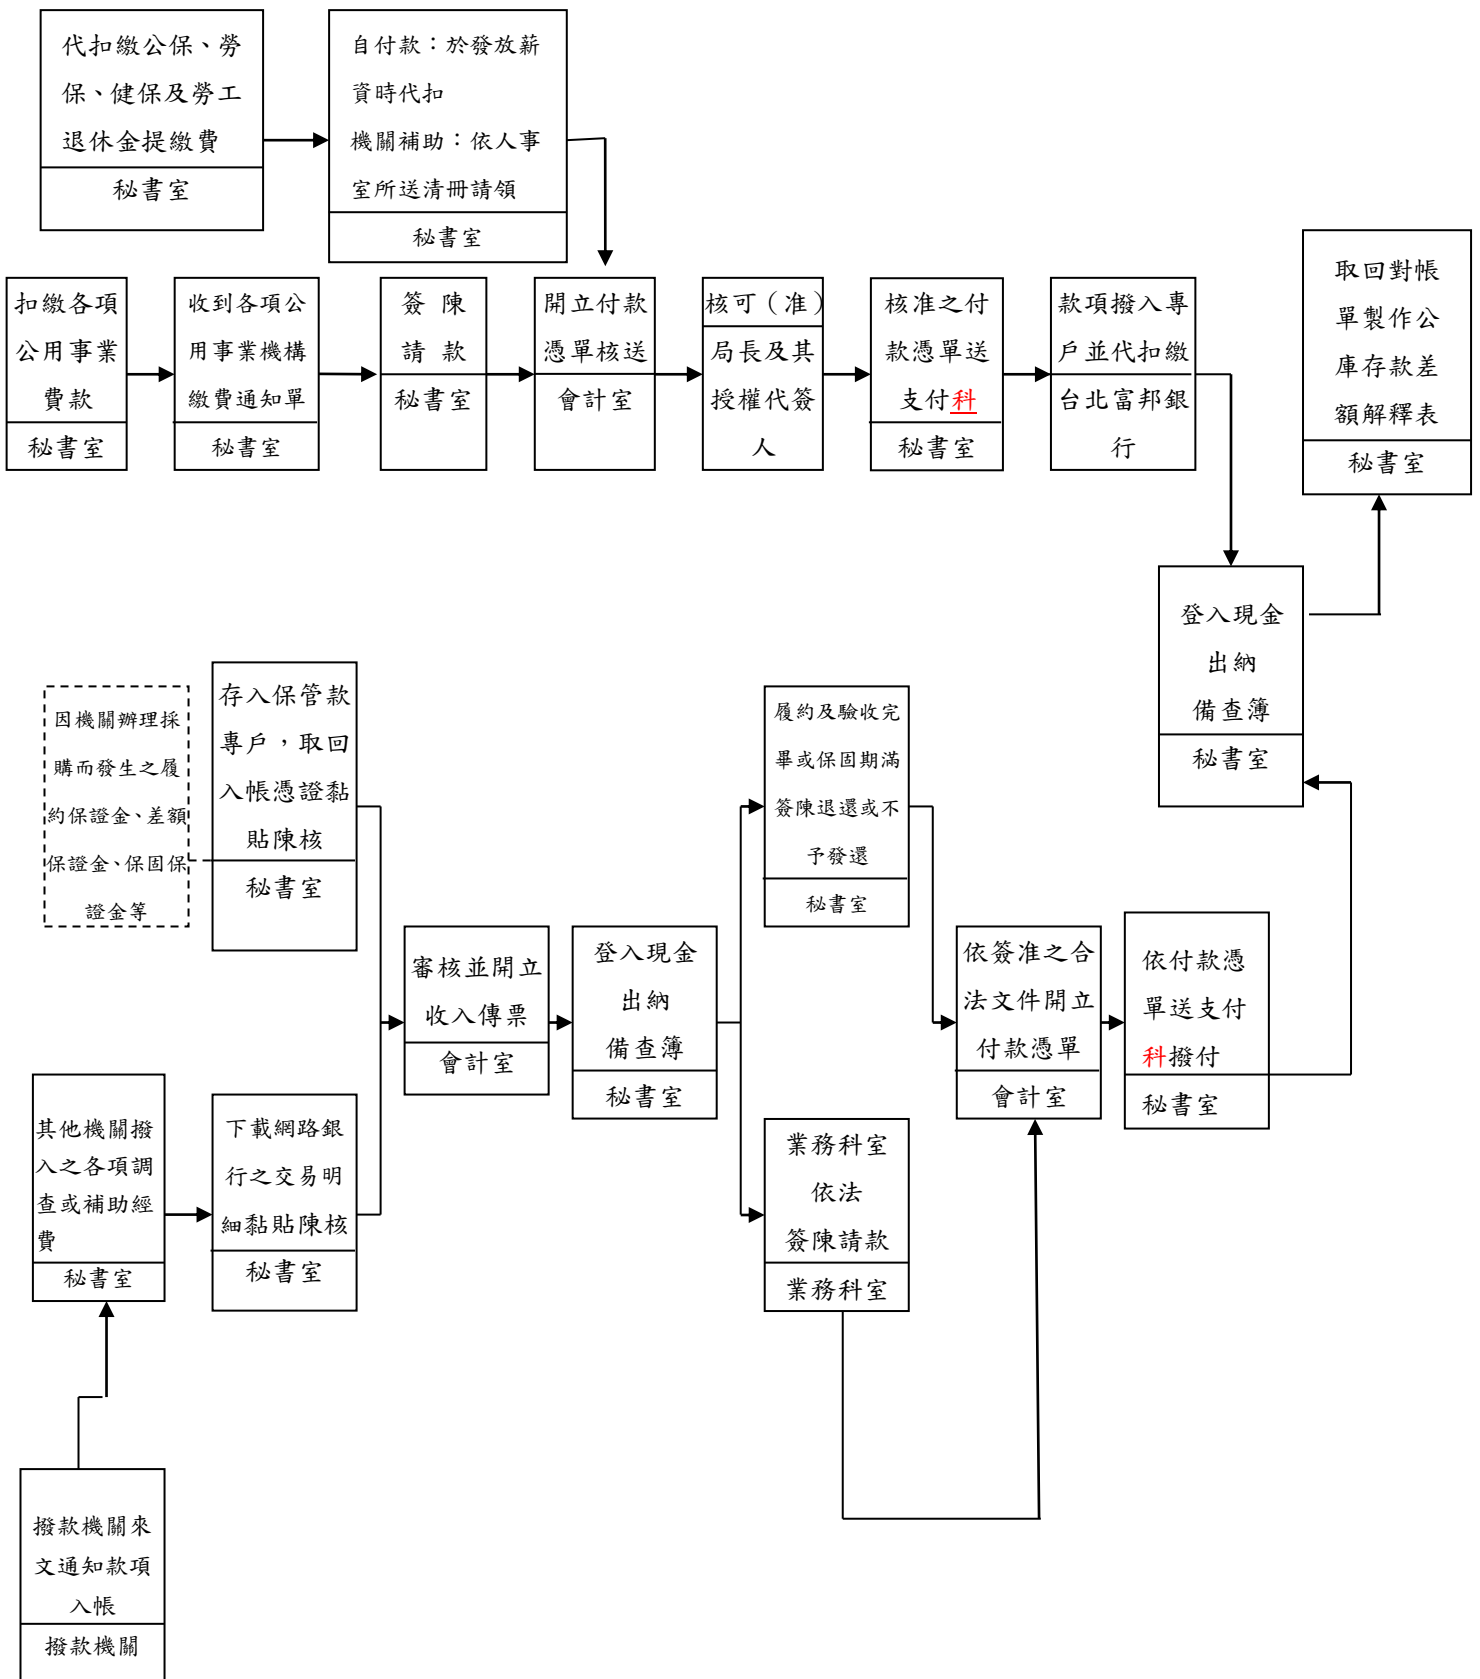 代扣繳公保、勞
保、健保及勞工
退休金提繳費
秘書室
自付款：於發放薪
資時代扣
機關補助：依人事
室所送清冊請領
秘書室
扣繳各項
公用事業
費款
秘書室
收到各項公
用事業機構
繳費通知單
秘書室
簽 陳
請 款
秘書室
開立付款
憑單核送
會計室
核可（准）
局長及其
授權代簽
人
核准之付
款憑單送
支付科
秘書室
款項撥入專
戶並代扣繳
台北富邦銀
行
取回對帳
單製作公
庫存款差
額解釋表
秘書室
登入現金
出納
備查簿
秘書室
因機關辦理採
購而發生之履
約保證金、差額
保證金、保固保
證金等
存入保管款
專戶，取回
入帳憑證黏
貼陳核
秘書室
履約及驗收完
畢或保固期滿
簽陳退還或不
予發還
秘書室
審核並開立
收入傳票
會計室
登入現金
出納
備查簿
秘書室
依簽准之合
法文件開立
付款憑單
會計室
依付款憑
單送支付
科撥付
秘書室
其他機關撥
入之各項調
查或補助經
費
秘書室
下載網路銀
行之交易明
細黏貼陳核
秘書室
業務科室
依法
簽陳請款
業務科室
撥款機關來
文通知款項
入帳
撥款機關